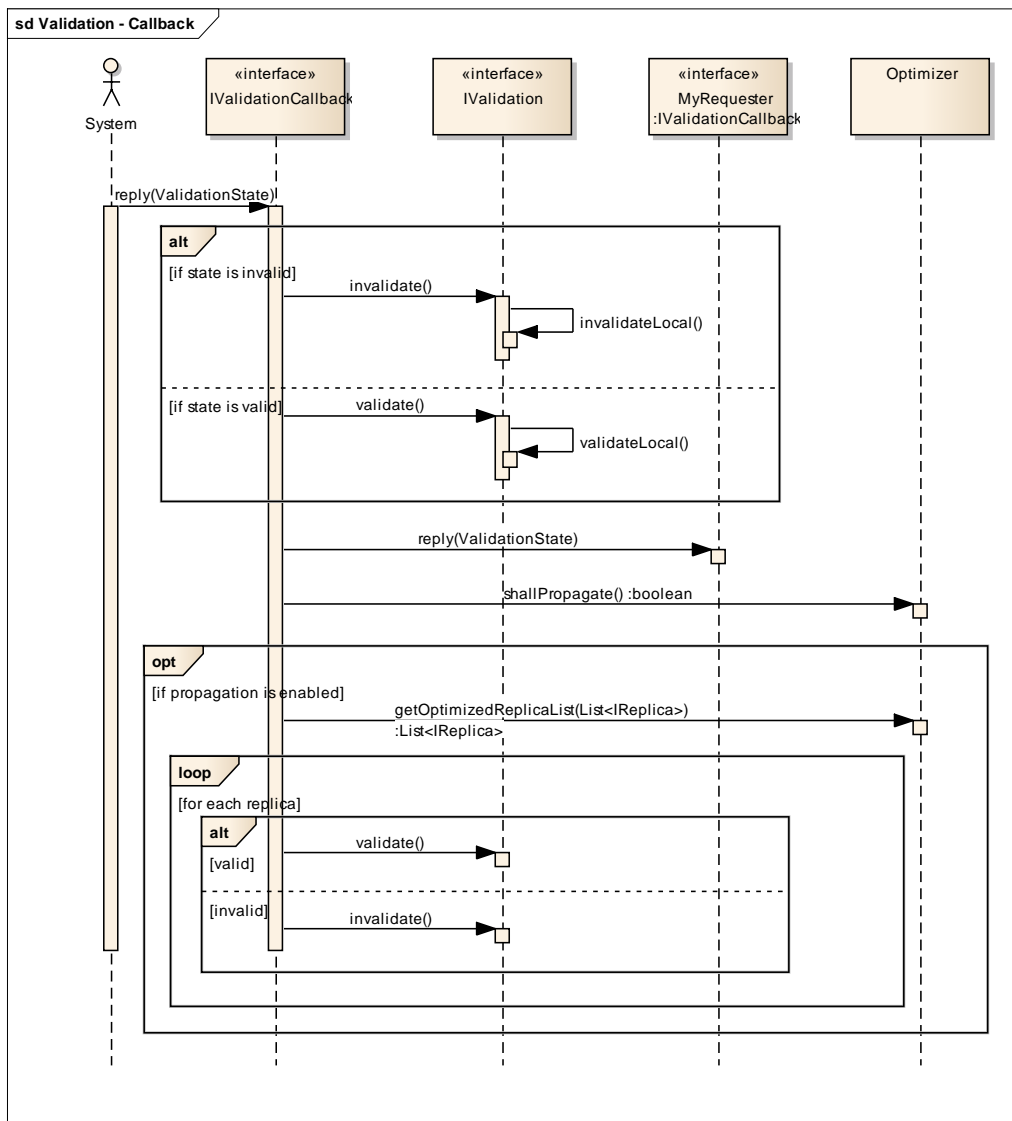 sd Validation - Callback
«interface»
IValidationCallback
«interface»
IValidation
«interface»
MyRequester
:IValidationCallback
Optimizer
System
reply(ValidationState)
alt
[if state is invalid]
invalidate()
invalidateLocal()
[if state is valid]
validate()
validateLocal()
reply(ValidationState)
shallPropagate() :boolean
opt
[if propagation is enabled]
getOptimizedReplicaList(List<IReplica>)
:List<IReplica>
loop
[for each replica]
alt
validate()
[valid]
[invalid]
invalidate()